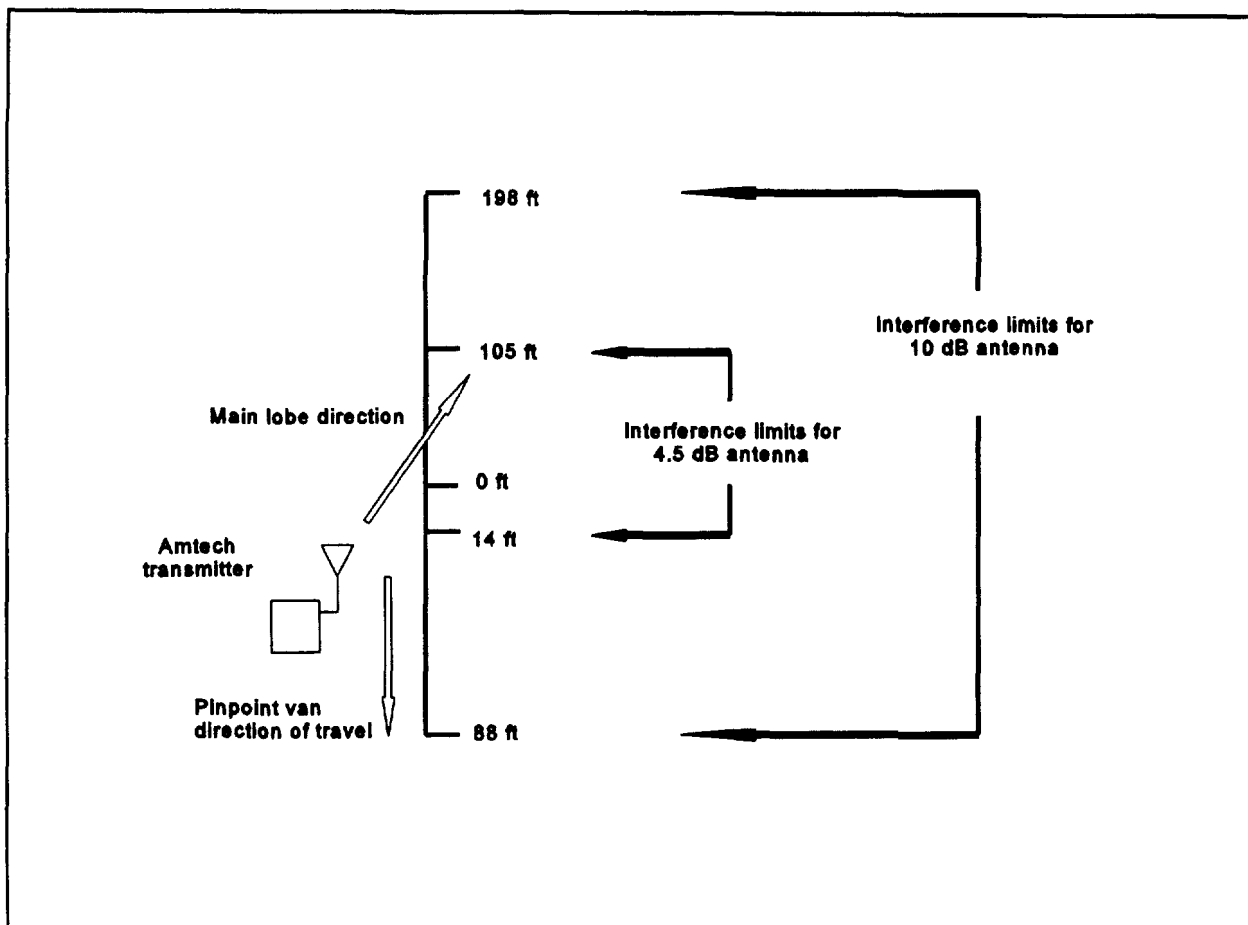 198 ft
Interference limits for
10 dB antenna
105 ft
Main lobe direction
Interference limits for
4.5 dB antenna
0 ft
14 ft
Amtech
transmitter
Pinpoint van
direction of travel
88 ft